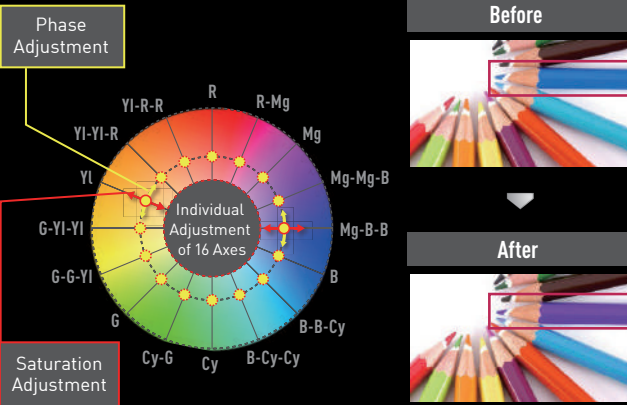 Phase
Adjustment
Before
R
Yl-R-R
R-Mg
Yl-Yl-R
Mg
Yl
Mg-Mg-B
Individual
Adjustment
of 16 Axes
G-Yl-Yl
Mg-B-B
After
G-G-Yl
B
G
B-B-Cy
Cy-G
Cy
B-Cy-Cy
Saturation
Adjustment